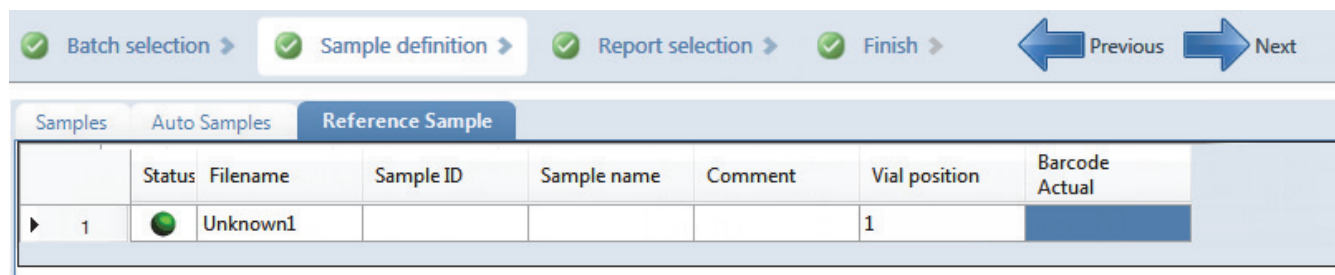 Batch selection Sample definition Report selection Finish Previous Next
Samples Auto Samples Reference Sample
Status Filename Sample ID Sample name Comment Vial position Barcode Actual
1 Unknown1 1